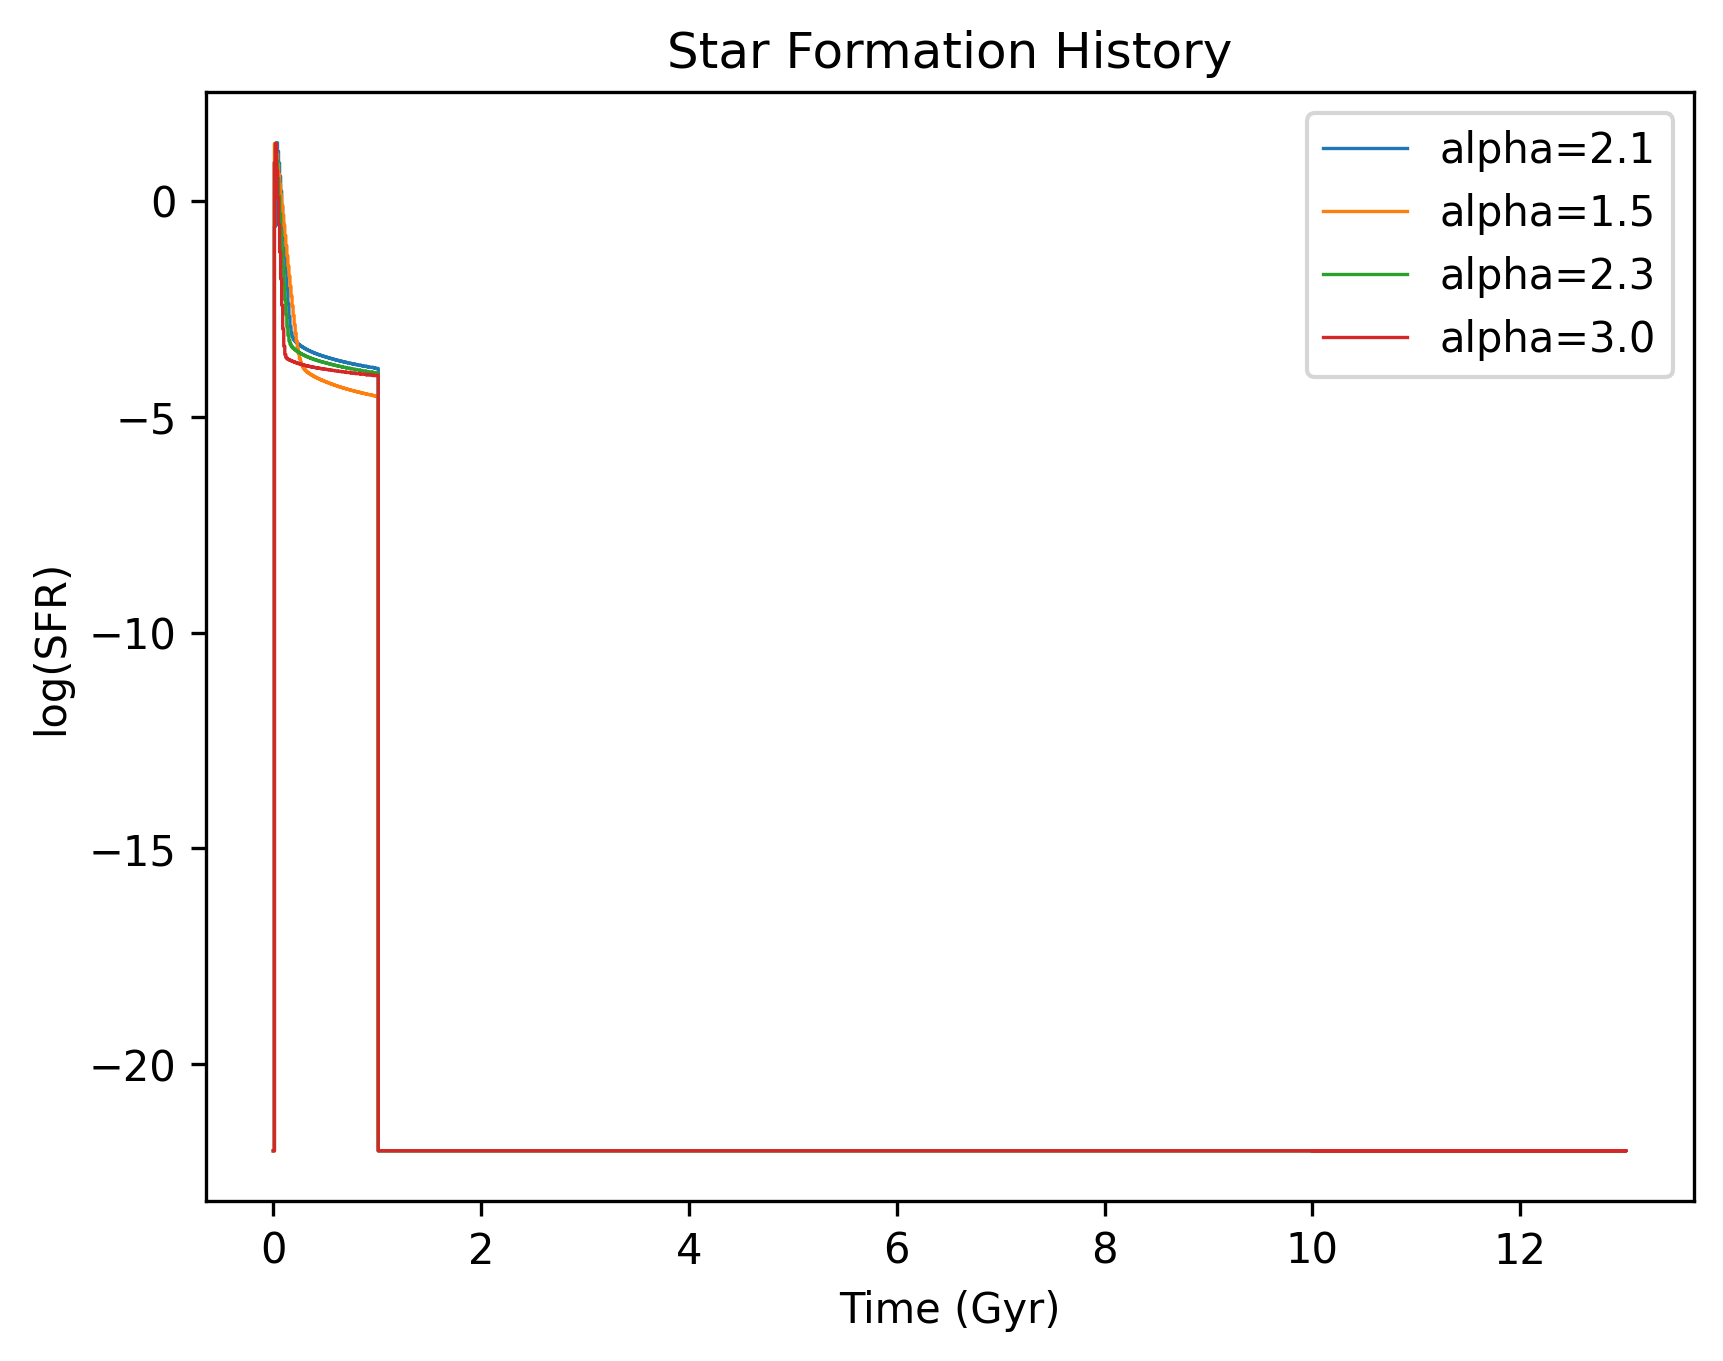 Star Formation History
alpha=2.1
alpha=1.5
alpha=2.3
alpha=3.0
log(SFR)
0
−5
−10
−15
−20
0 2 4 6 8 10 12
Time (Gyr)